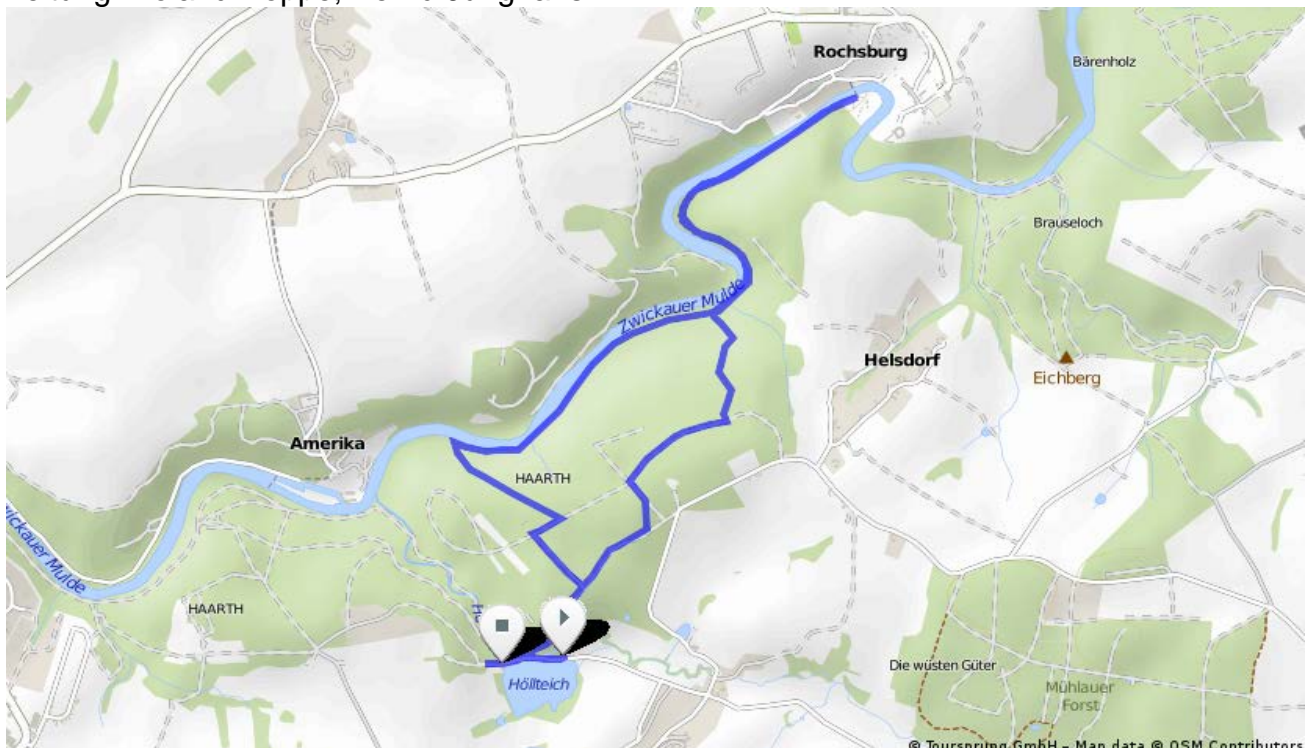 Rochsburg
Bärenholz
Brauseloch
Zwickauer Mulde
Helsdorf
Eichberg
Amerika
HAARTH
Zwickauer Mulde
HAARTH
Höllteich
Die wüsten Güter
Mühlauer
Forst
© Toursprung GmbH - Map data © OSM Contributors